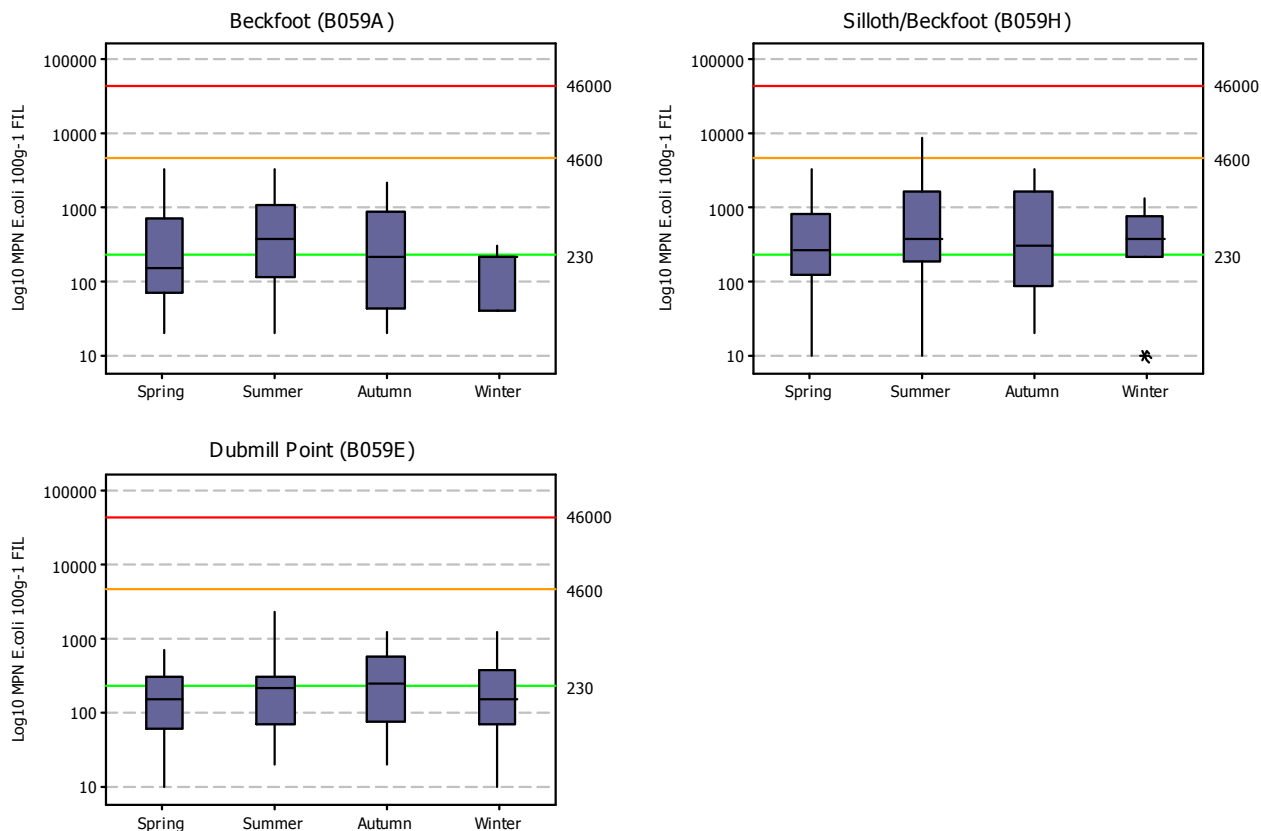 Beckfoot (B059A)
Log10 MPN E.coli 100g-1 FIL
100000
10000
1000
100
10
46000
4600
230
Spring Summer Autumn Winter
Silloth/Beckfoot (B059H)
Log10 MPN E.coli 100g-1 FIL
100000
10000
1000
100
10
46000
4600
230
Spring Summer Autumn Winter
Dubmill Point (B059E)
Log10 MPN E.coli 100g-1 FIL
100000
10000
1000
100
10
46000
4600
230
Spring Summer Autumn Winter